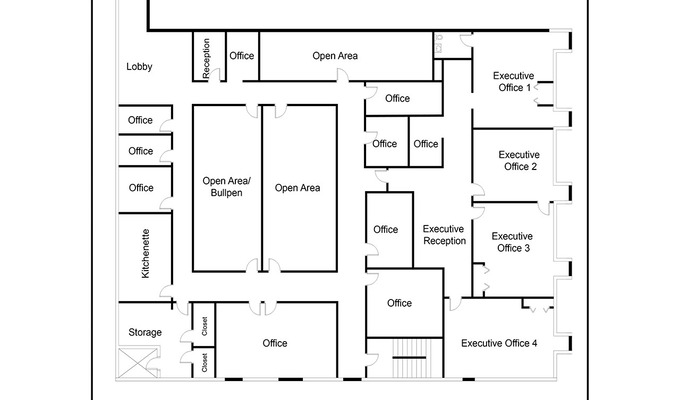 Reception
Office
Open Area
Lobby
Executive
Office 1
Office
Office
Office
Office
Office
Executive
Office 2
Office
Open Area/
Bullpen
Open Area
Office
Executive
Reception
Executive
Office 3
Kitchenette
Office
Storage
Closet
Closet
Office
Executive Office 4